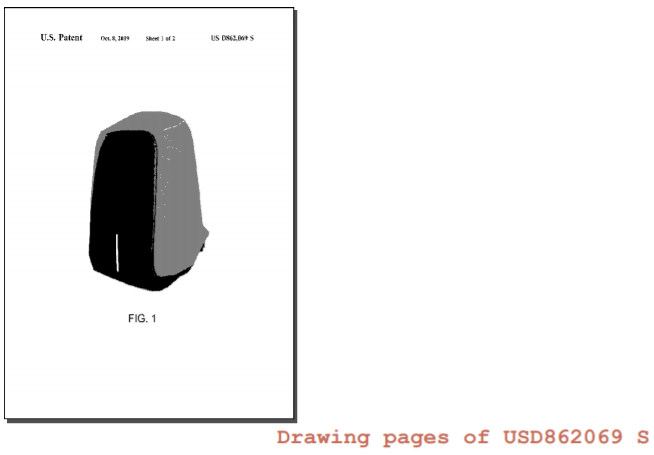 U.S. Patent Oct. 8, 2019 Sheet 1 of 2 US D862,069 S
FIG. 1
Drawing pages of USD862069 S